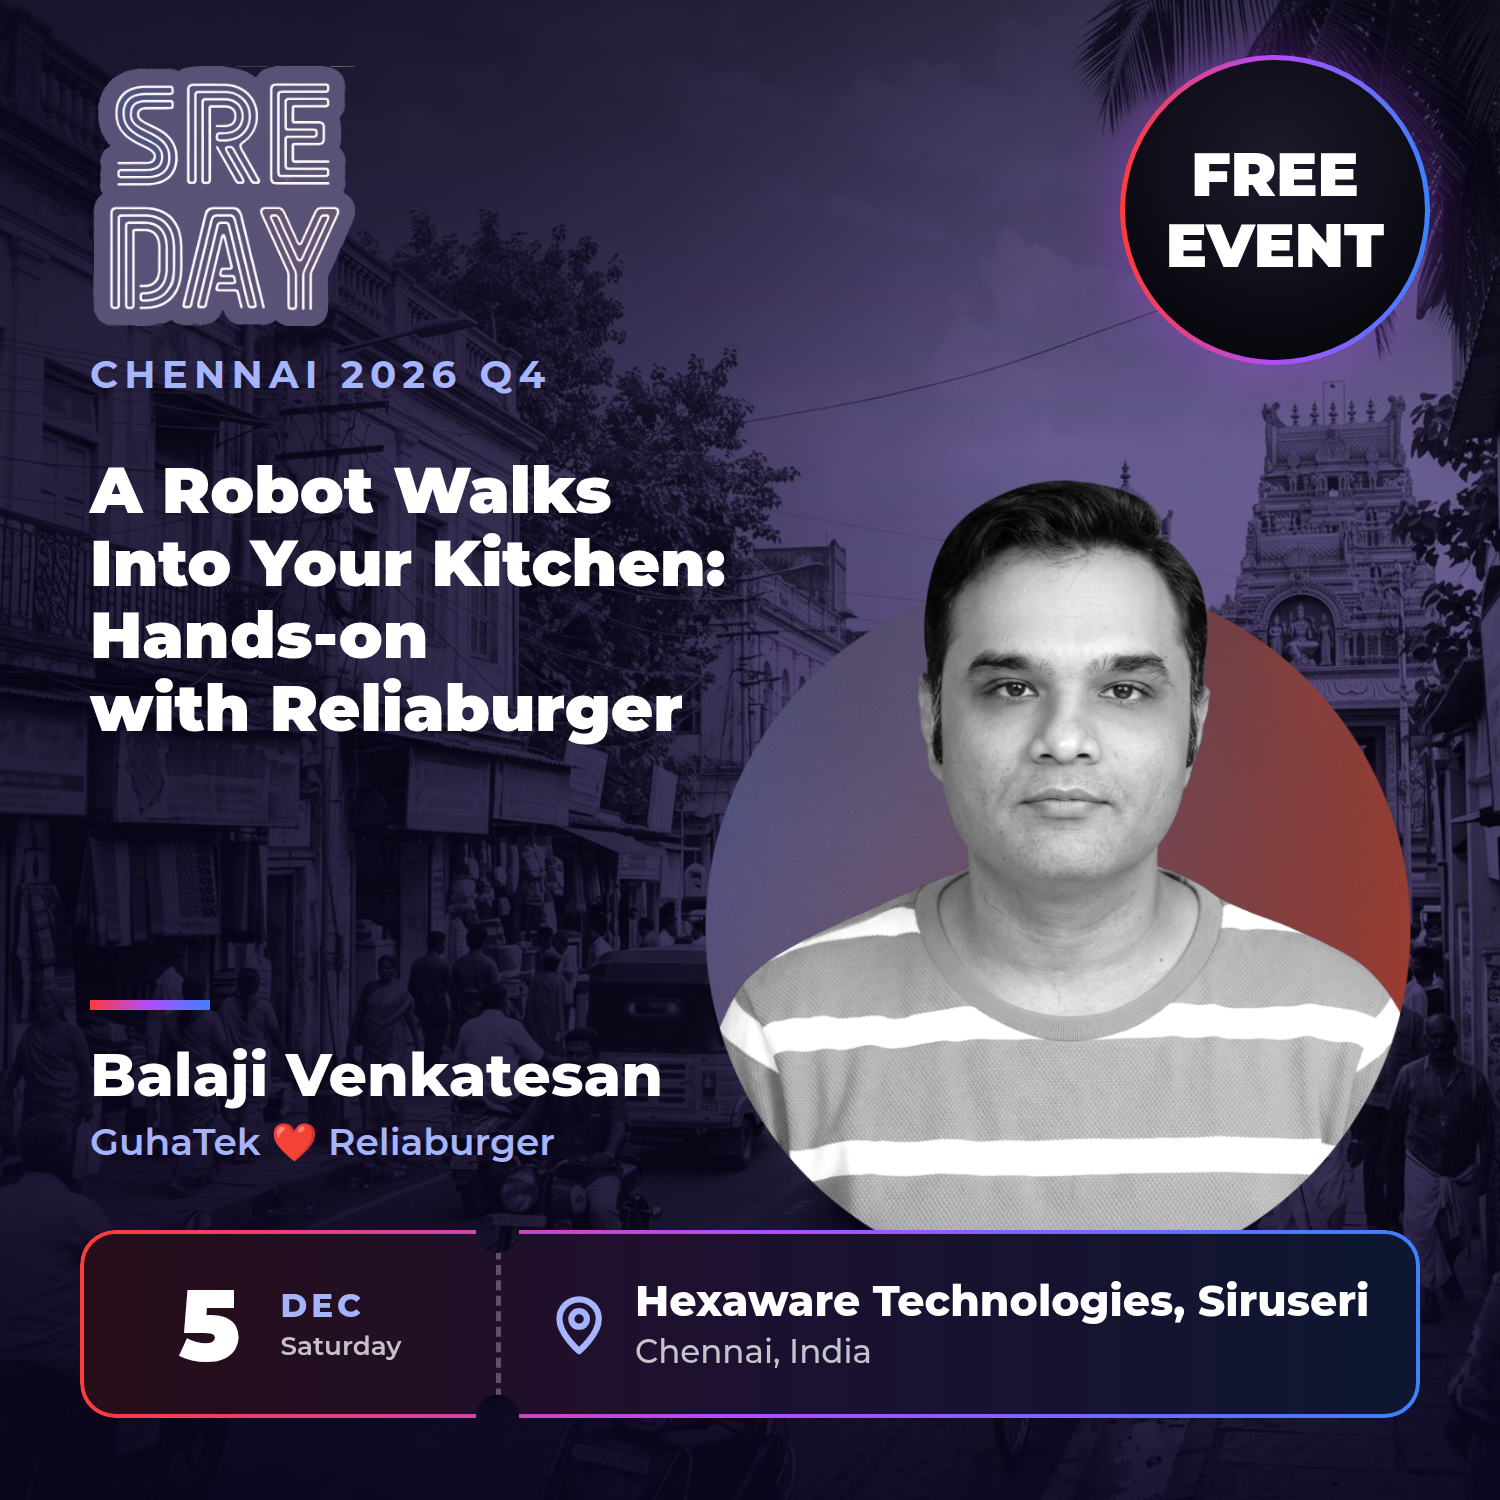 SRE
DAY
FREE
EVENT
CHENNAI 2026 Q4
A Robot Walks
Into Your Kitchen:
Hands-on
with Reliaburger
Balaji Venkatesan
GuhaTek ❤️ Reliaburger
5
DEC
Saturday
Hexaware Technologies, Siruseri
Chennai, India